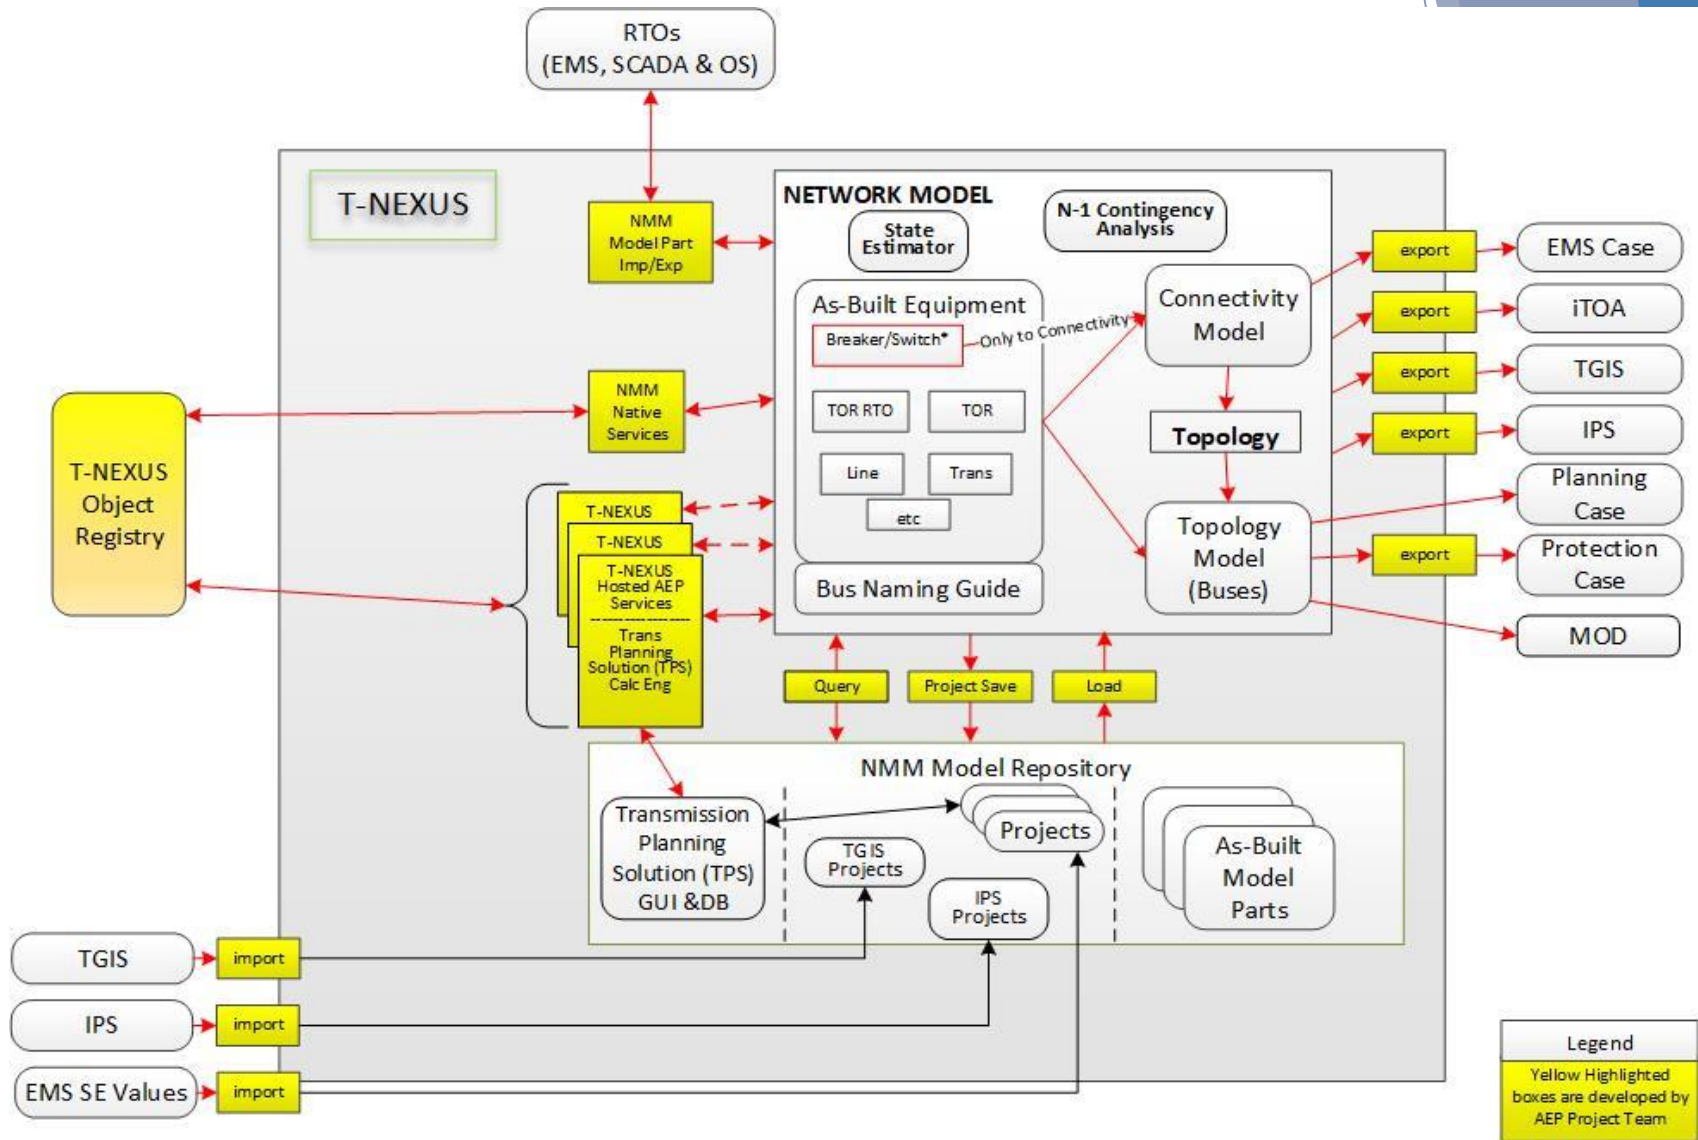 RTOs
(EMS, SCADA & OS)
T-NEXUS
NMM
Model Part
Imp/Exp
NETWORK MODEL
State
Estimator
N-1 Contingency
Analysis
As-Built Equipment
Breaker/Switch*
Only to Connectivity
TOR RTO
TOR
Line
Trans
etc
Bus Naming Guide
Connectivity
Model
Topology
Topology
Model
(Buses)
export
EMS Case
export
iTOA
export
TGIS
export
IPS
Planning
Case
export
Protection
Case
MOD
NMM
Native
Services
T-NEXUS
Object
Registry
T-NEXUS
T-NEXUS
T-NEXUS
Hosted AEP
Services
--------------------
Trans
Planning
Solution (TPS)
Calc Eng
Query
Project Save
Load
NMM Model Repository
Transmission
Planning
Solution (TPS)
GUI &DB
TGIS
Projects
Projects
IPS
Projects
As-Built
Model
Parts
TGIS
import
IPS
import
EMS SE Values
import
Legend
Yellow Highlighted
boxes are developed by
AEP Project Team